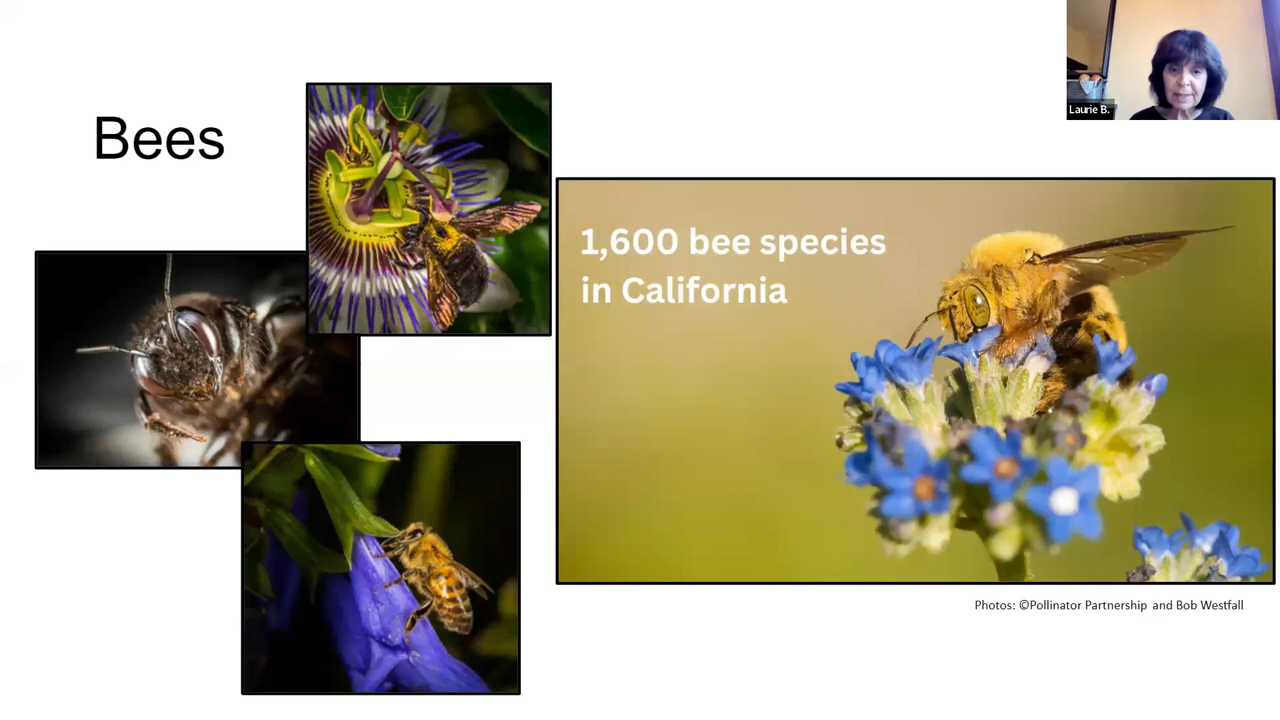 Laurie B.
Bees
1,600 bee species
in California
Photos: ©Pollinator Partnership and Bob Westfall